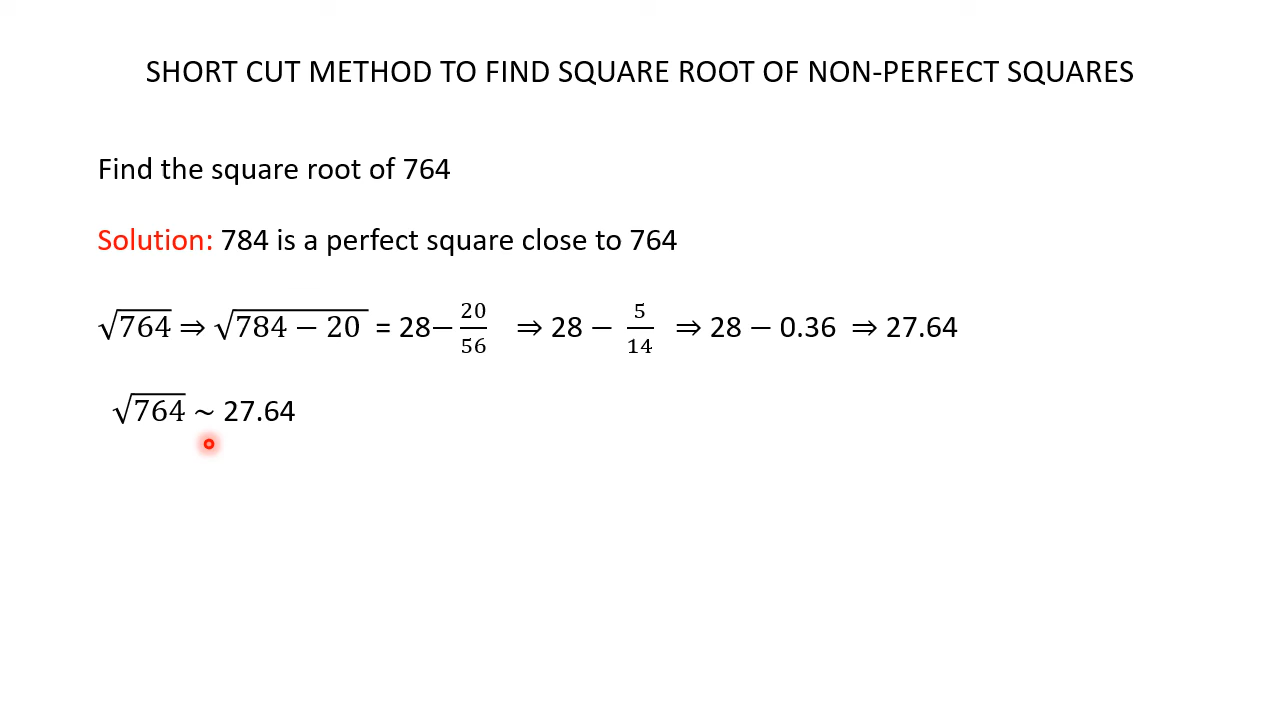 SHORT CUT METHOD TO FIND SQUARE ROOT OF NON-PERFECT SQUARES
Find the square root of 764
Solution: 784 is a perfect square close to 764
√764 ⇒ √(784 − 20) = 28− 20/56 ⇒ 28 − 5/14 ⇒ 28 − 0.36 ⇒ 27.64
√764 ~ 27.64